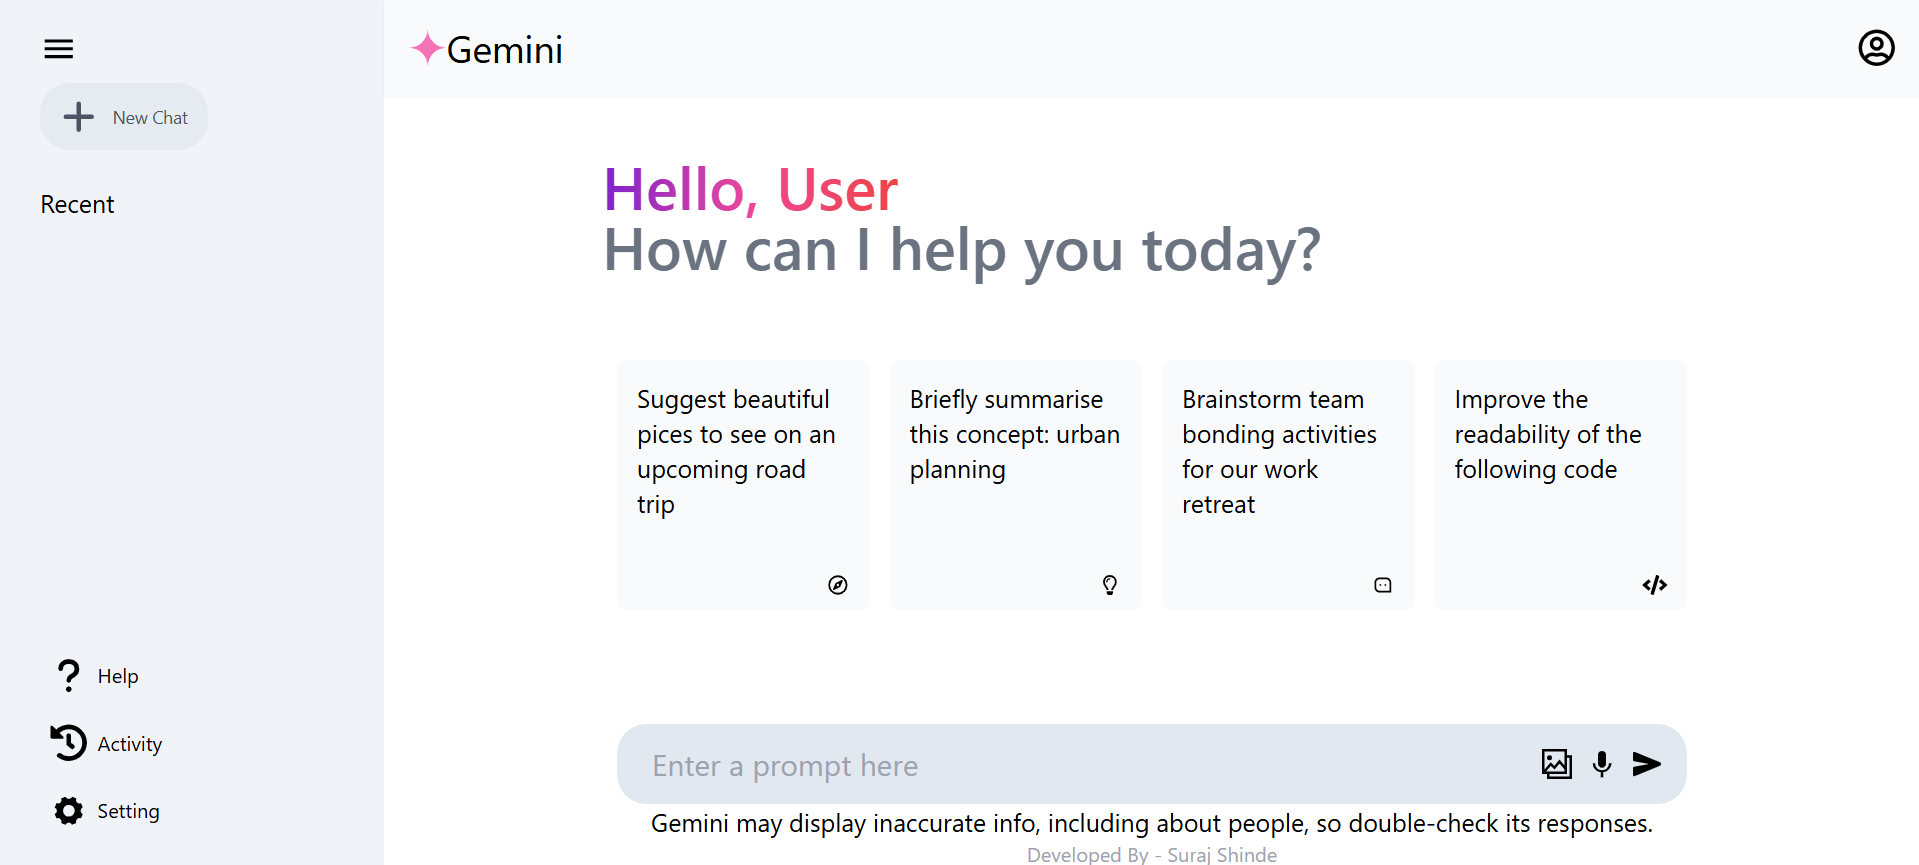 Gemini
New Chat
Recent
Hello, User
How can I help you today?
Suggest beautiful
pices to see on an
upcoming road
trip
Briefly summarise
this concept: urban
planning
Brainstorm team
bonding activities
for our work
retreat
Improve the
readability of the
following code
Help
Activity
Setting
Enter a prompt here
Gemini may display inaccurate info, including about people, so double-check its responses.
Developed By - Suraj Shinde